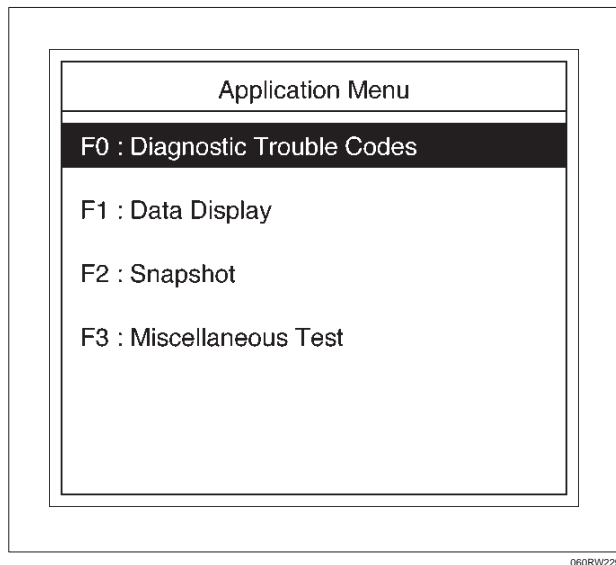 Application Menu
F0 : Diagnostic Trouble Codes
F1 : Data Display
F2 : Snapshot
F3 : Miscellaneous Test